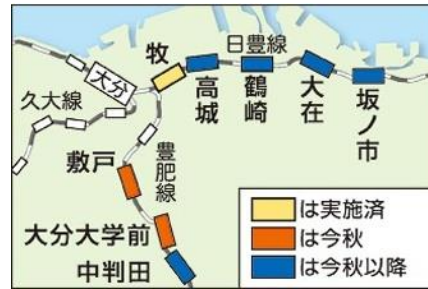 日豊線
牧
高城
鶴崎
大在
坂ノ市
大分
久大線
豊肥線
敷戸
大分大学前
中判田
は実施済
は今秋
は今秋以降